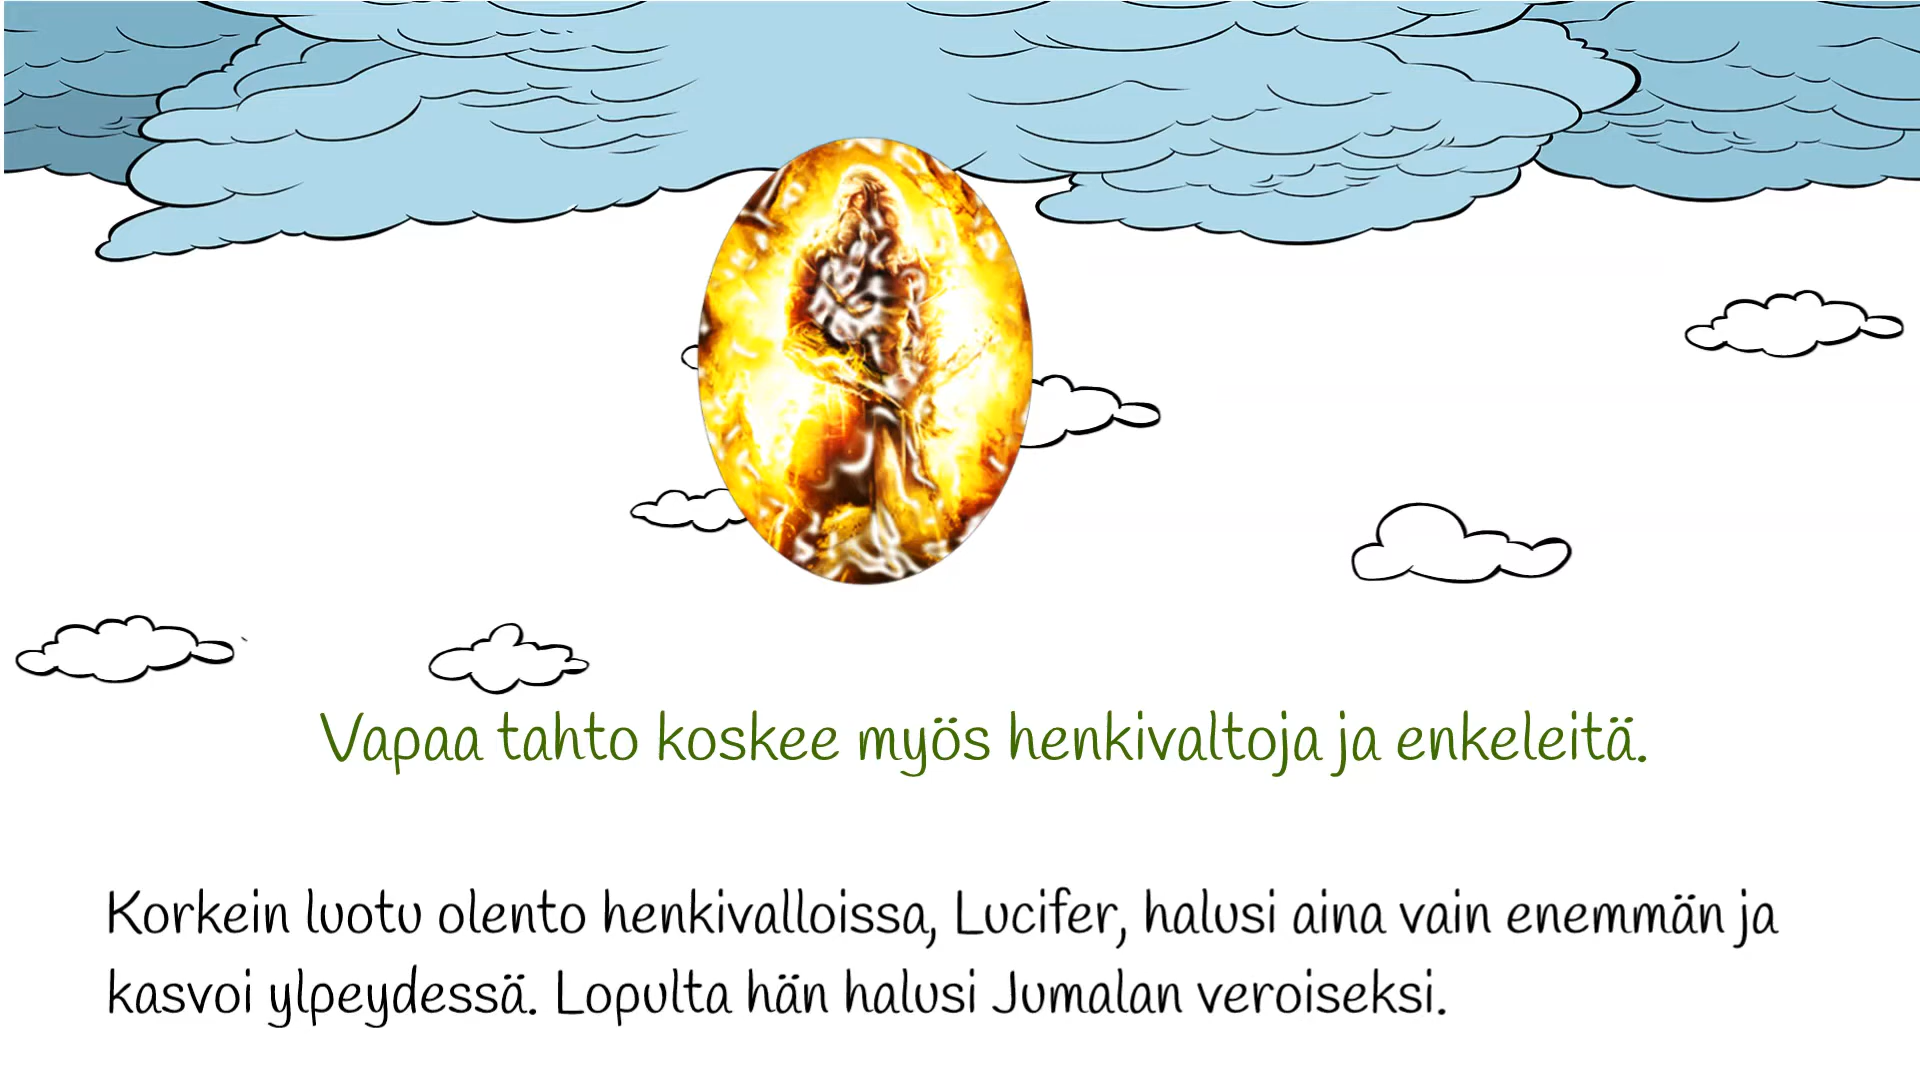 Vapaa tahto koskee myös henkivaltoja ja enkeleitä.
Korkein luotu olento henkivalloissa, Lucifer, halusi aina vain enemmän ja
kasvoi ylpeydessä. Lopulta hän halusi Jumalan veroiseksi.